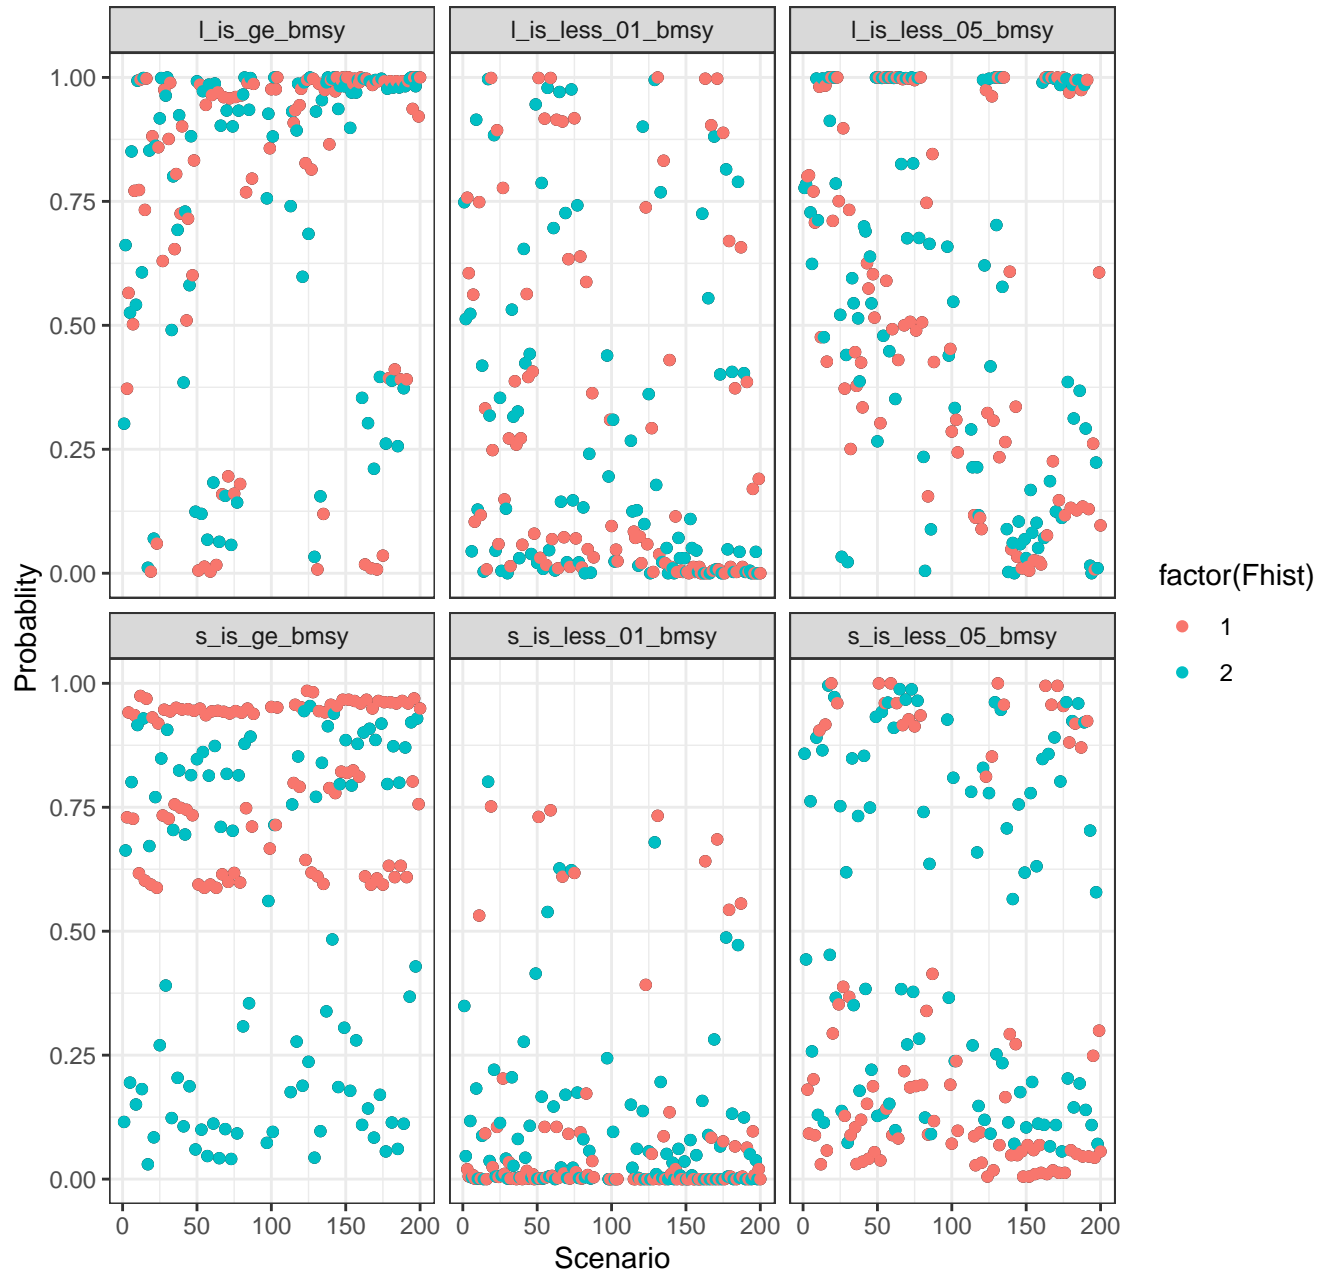 l_is_ge_bmsy
l_is_less_01_bmsy
l_is_less_05_bmsy
1.00
0.75
0.50
0.25
0.00
s_is_ge_bmsy
s_is_less_01_bmsy
s_is_less_05_bmsy
1.00
0.75
0.50
0.25
0.00
0 50 100 150 200
0 50 100 150 200
0 50 100 150 200
Scenario
Probablity
factor(Fhist)
1
2